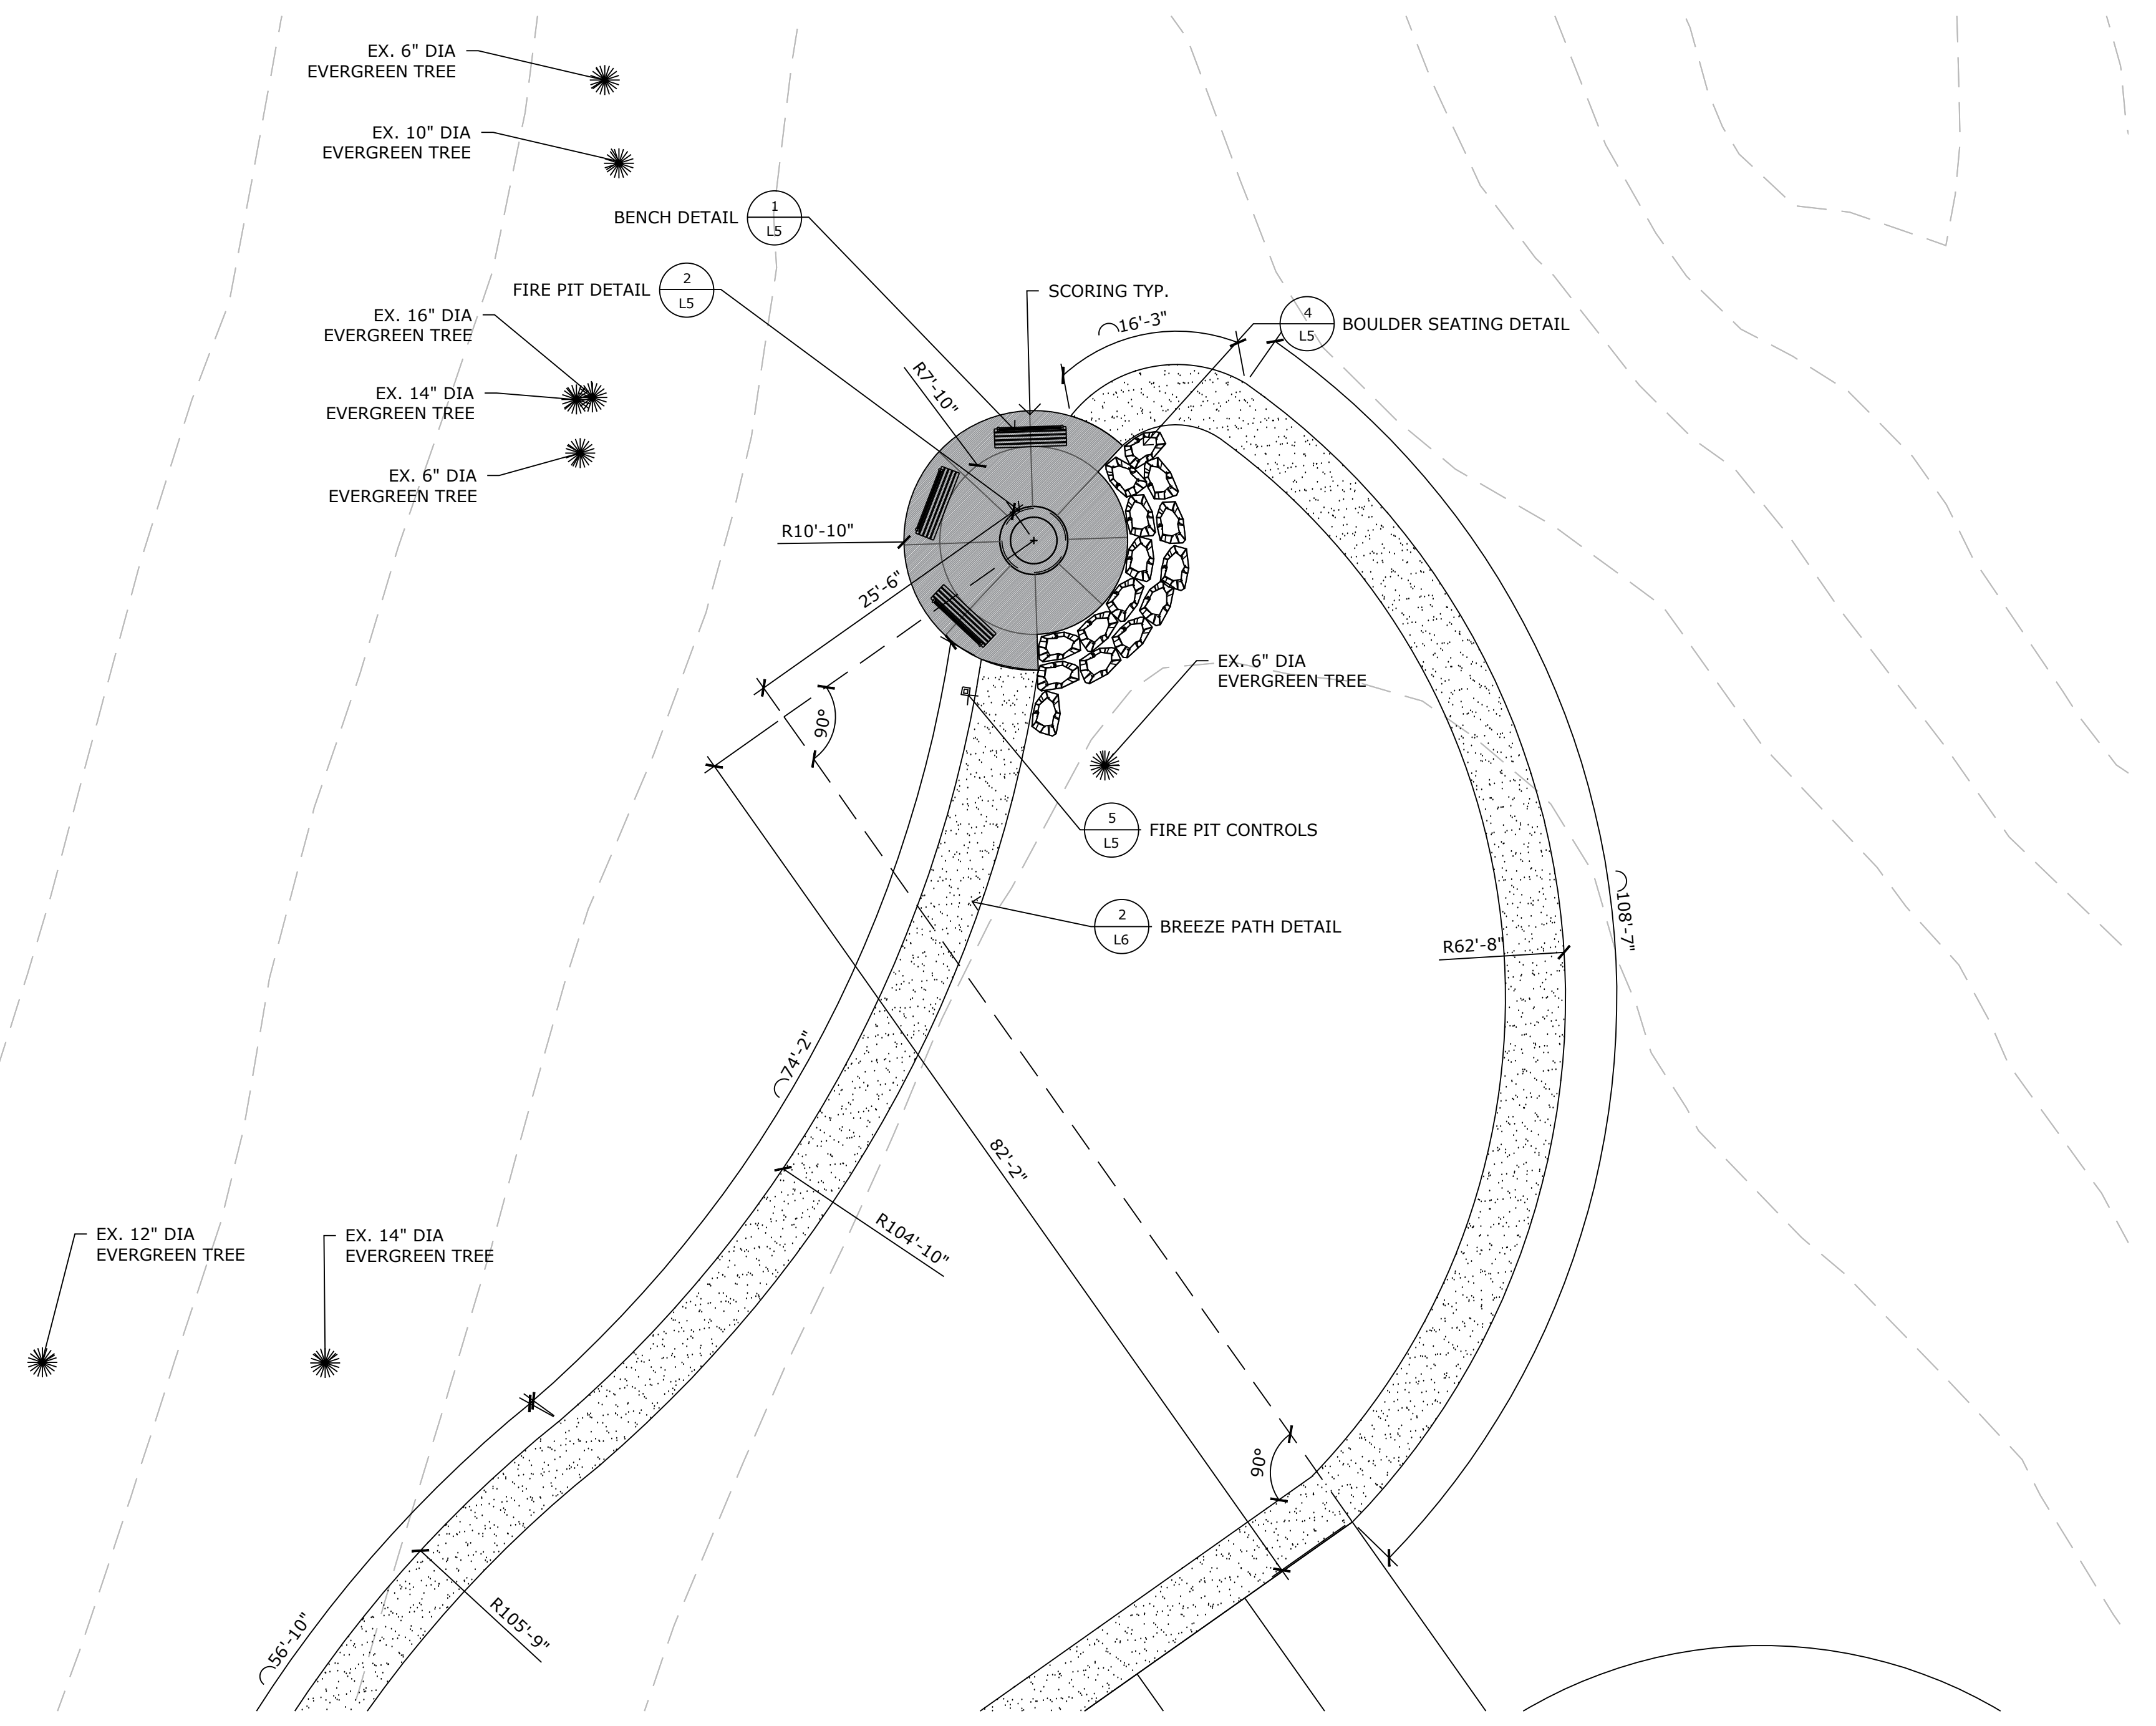 EX. 6" DIA
EVERGREEN TREE
EX. 10" DIA
EVERGREEN TREE
BENCH DETAIL
1
L5
FIRE PIT DETAIL
2
L5
SCORING TYP.
EX. 16" DIA
EVERGREEN TREE
16'-3"
4
L5
BOULDER SEATING DETAIL
EX. 14" DIA
EVERGREEN TREE
R7'-10"
EX. 6" DIA
EVERGREEN TREE
R10'-10"
25'-6"
90°
EX. 6" DIA
EVERGREEN TREE
5
L5
FIRE PIT CONTROLS
2
L6
BREEZE PATH DETAIL
108'-7"
R62'-8"
74'-2"
82'-2"
R104'-10"
EX. 12" DIA
EVERGREEN TREE
EX. 14" DIA
EVERGREEN TREE
90°
R105'-9"
56'-10"